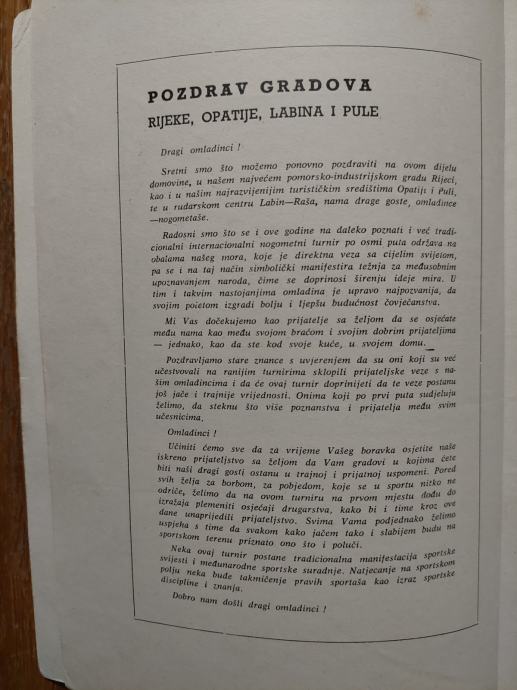 POZDRAV GRADOVA
RIJEKE, OPATIJE, LABINA I PULE
Dragi omladinci !
Sretni smo što možemo ponovno pozdraviti na ovom dijelu
domovine, u našem najvećem pomorsko-industrijskom gradu Rijeci,
kao i u našim najrazvijenijim turističkim središtima Opatiji i Puli,
te u rudarskom centru Labin—Raša, nama drage goste, omladince
—nogometaše.
Radosni smo što se i ove godine na daleko poznati i već tradi-
cionalni internacionalni nogometni turnir po osmi puta održava na
obalama našeg mora, koje je direktna veza sa cijelim svijetom,
pa se i na taj način simbolički manifestira težnja za međusobnim
upoznavanjem naroda, čime se doprinosi širenju ideje mira. U
tim i takvim nastojanjima omladina je upravo najpozvanija, da
svojim poletom izgradi bolju i ljepšu budućnost čovječanstva.
Mi Vas dočekujemo kao prijatelje sa željom da se osjećate
među nama kao među svojom braćom i svojim dobrim prijateljima
— jednako, kao da ste kod svoje kuće, u svojem domu.
Pozdravljamo stare znance s uvjerenjem da su oni koji su već
učestvovali na ranijim turnirima sklopili prijateljske veze s na-
šim omladincima i da će ovaj turnir doprinijeti da te veze postanu
još jače i trajnije vrijednosti. Onima koji po prvi puta sudjeluju
želimo, da steknu što više poznanstva i prijatelja među svim
učesnicima.
Omladinci !
Učiniti ćemo sve da za vrijeme Vašeg boravka osjetite naše
iskreno prijateljstvo sa željom da Vam gradovi u kojima ćete
biti naši dragi gosti ostanu u trajnoj i prijatnoj uspomeni. Pored
svih želja za borbom, za pobjedom, koje se u sportu nitko ne
odriče, želimo da na ovom turniru na prvom mjestu dođu do
izražaja plemeniti osjećaji drugarstva, kako bi i time kroz ove
dane unaprijedili prijateljstvo. Svima Vama podjednako želimo
uspjeha s time da svakom kako jačem tako i slabijem budu na
sportskom terenu priznato ono što i poluči.
Neka ovaj turnir postane tradicionalna manifestacija sportske
svijesti i međunarodne sportske suradnje. Natjecanje na sportskom
polju neka bude takmičenje pravih sportaša kao izraz sportske
discipline i znanja.
Dobro nam došli dragi omladinci !